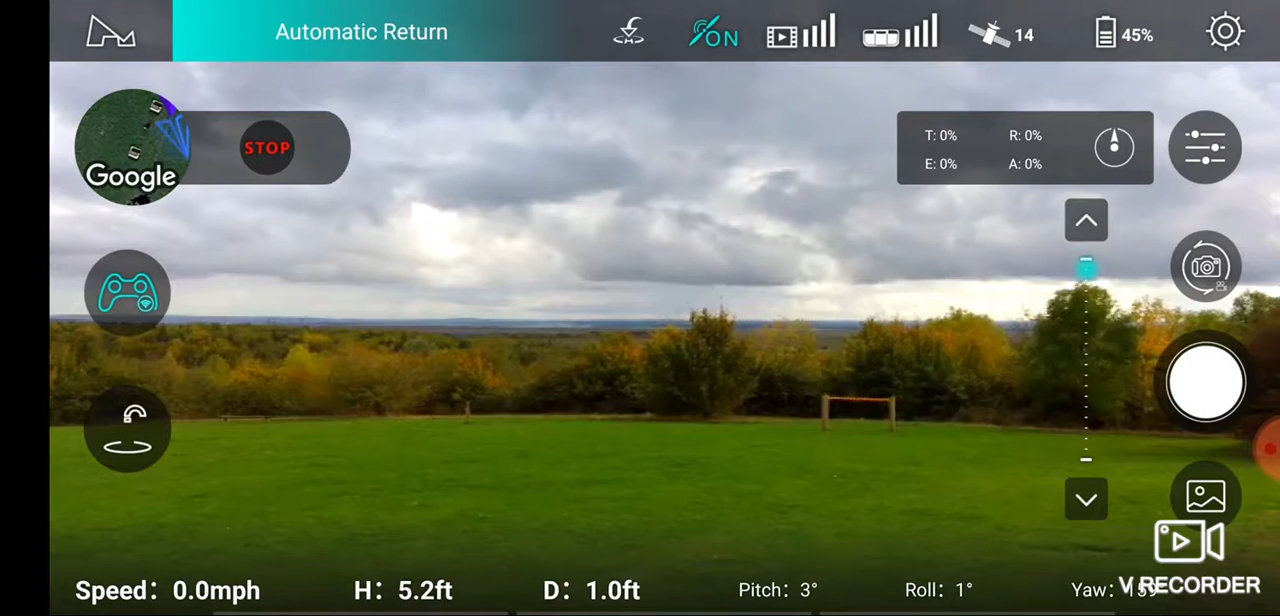 Automatic Return
ON
14
45%
Google
STOP
T: 0%
R: 0%
E: 0%
A: 0%
Speed: 0.0mph
H: 5.2ft
D: 1.0ft
Pitch: 3°
Roll: 1°
Yaw:
V RECORDER